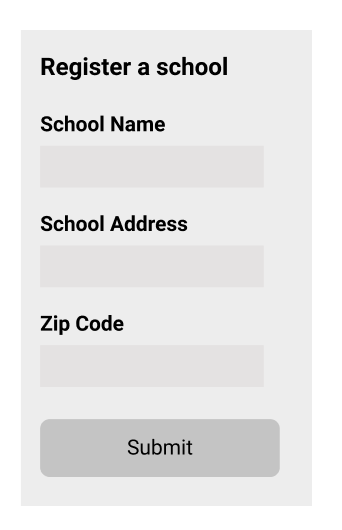 Register a school
School Name
School Address
Zip Code
Submit